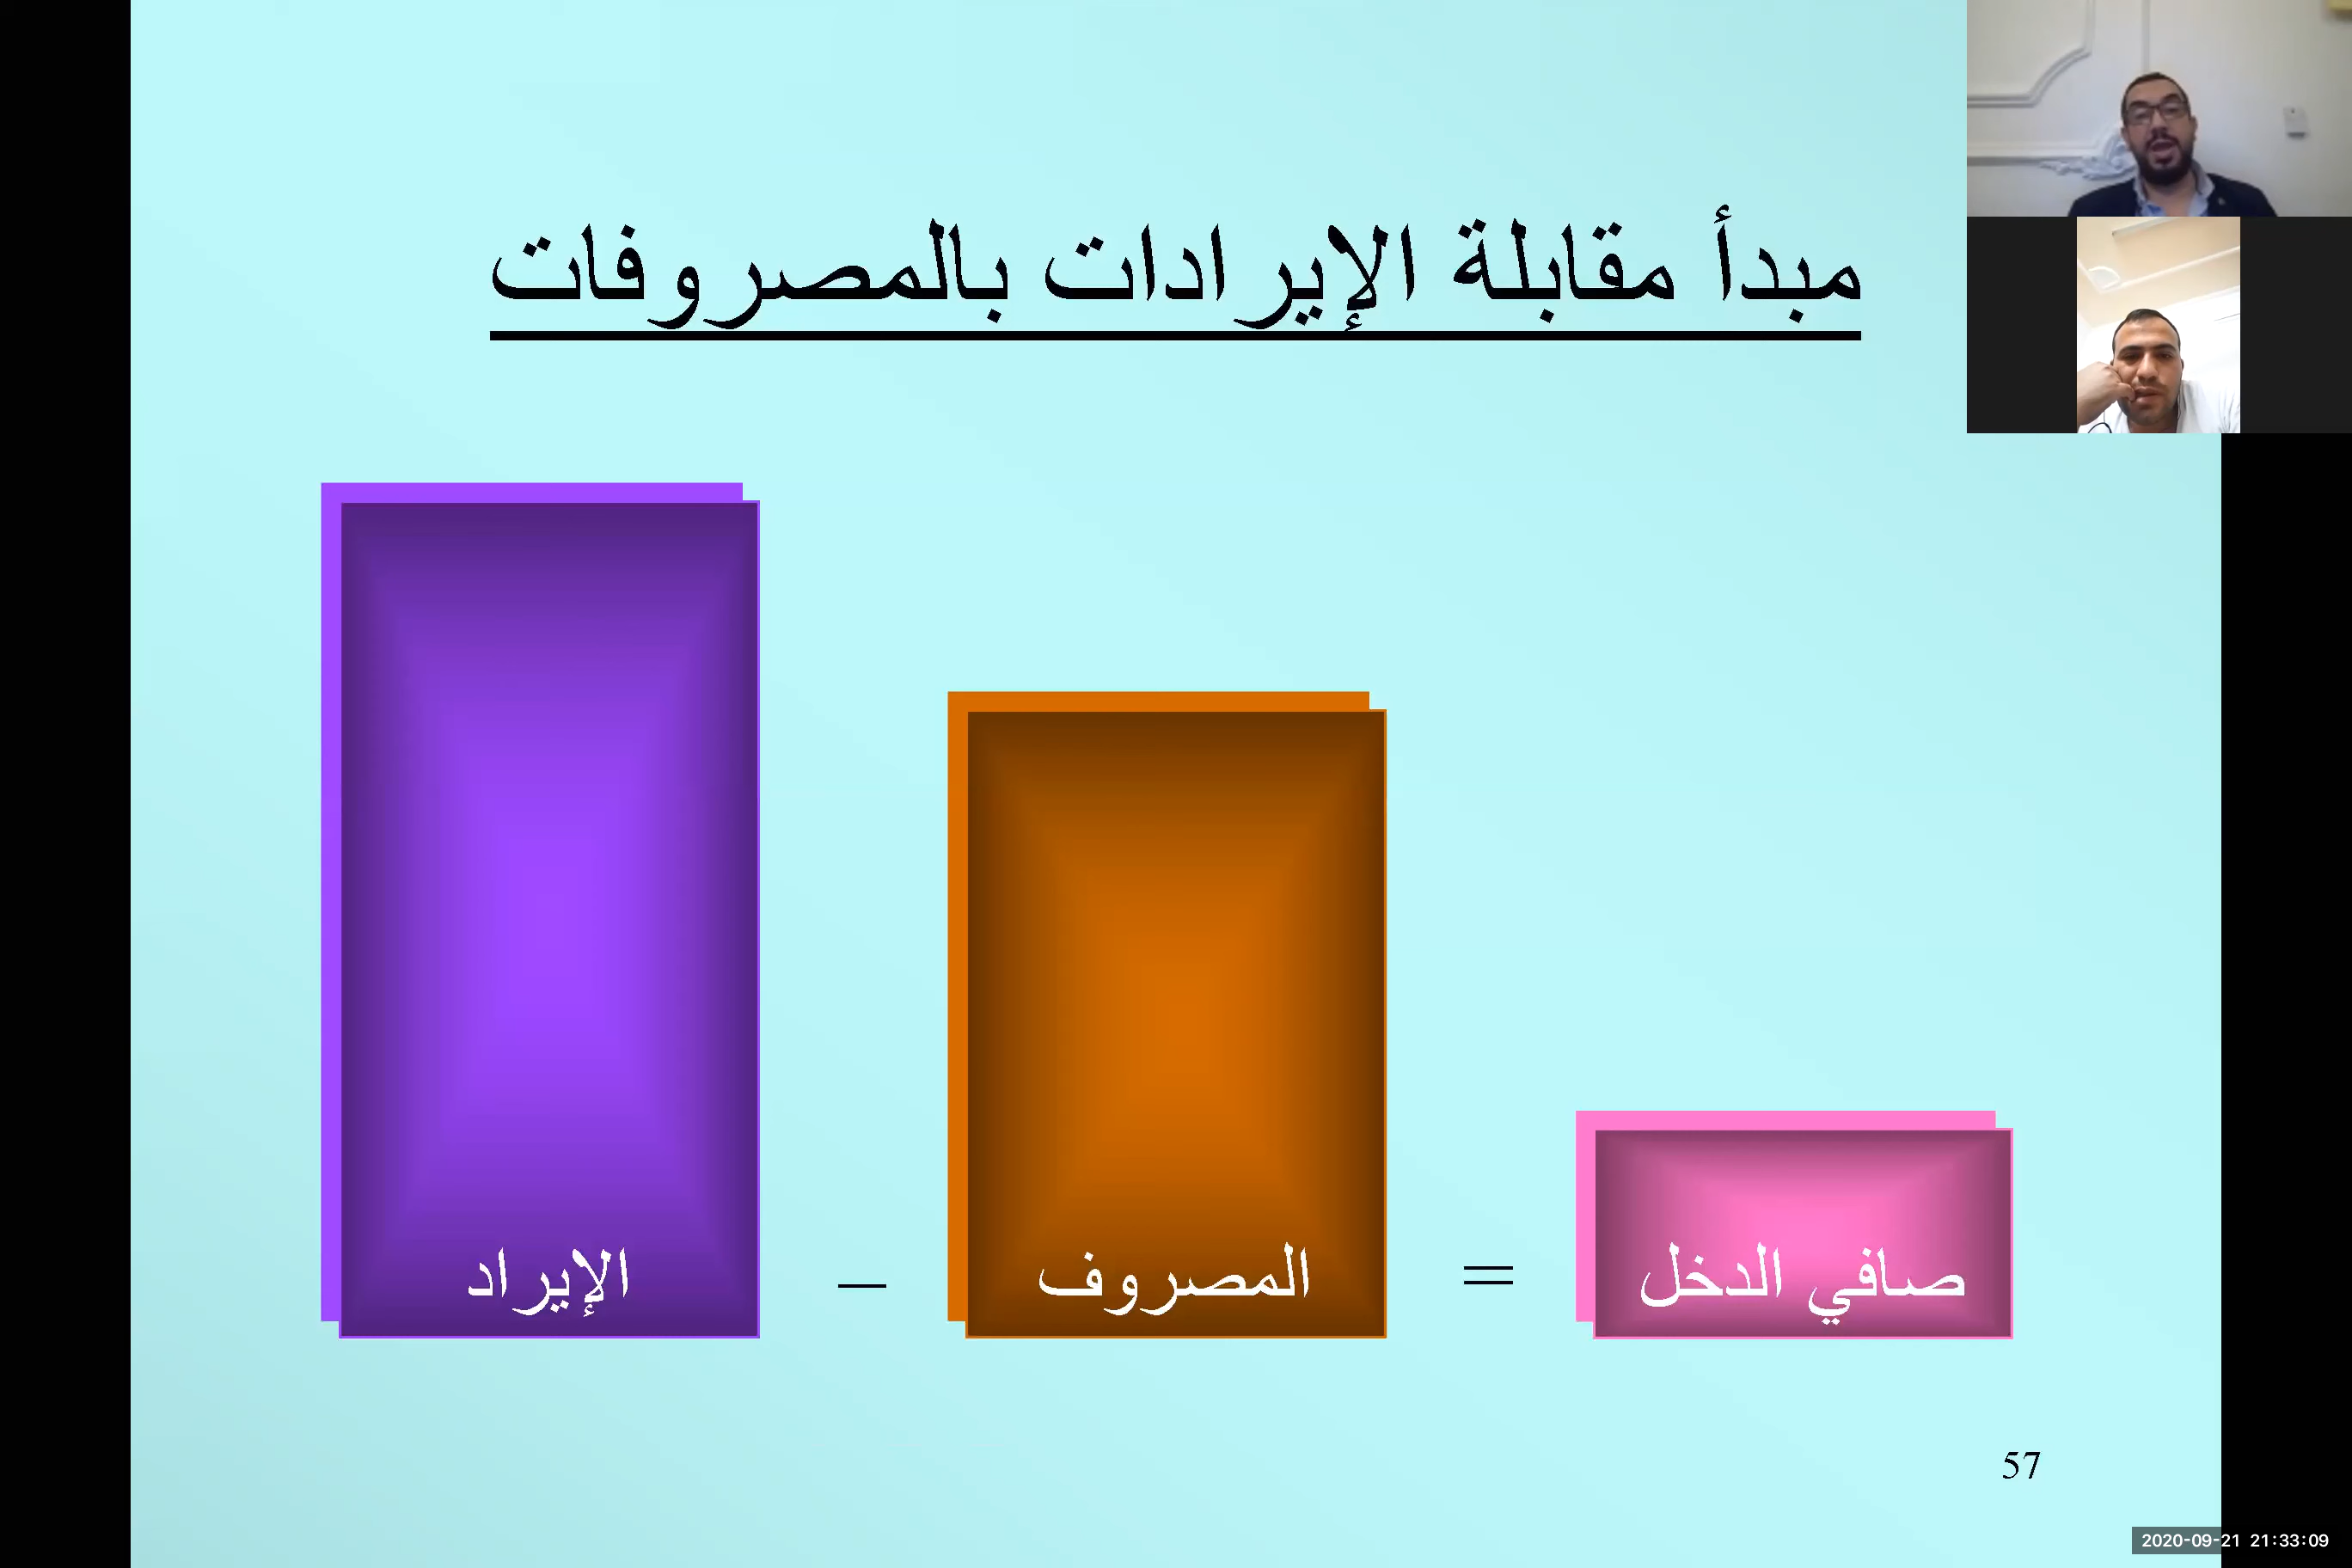 مبدأ مقابلة الإيرادات بالمصروفات
الإيراد – المصروف = صافي الدخل
57
2020-09-21 21:33:09